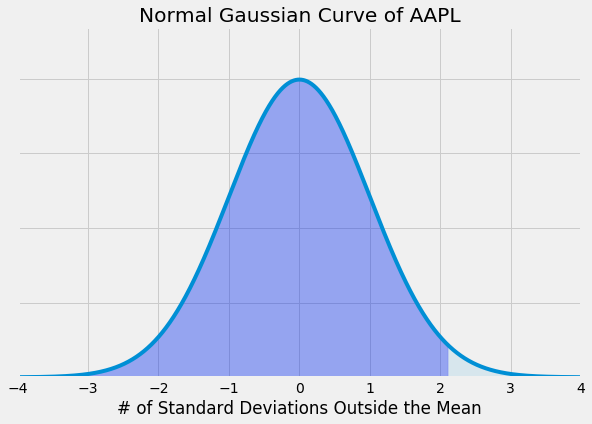 Normal Gaussian Curve of AAPL
−4 −3 −2 −1 0 1 2 3 4
# of Standard Deviations Outside the Mean